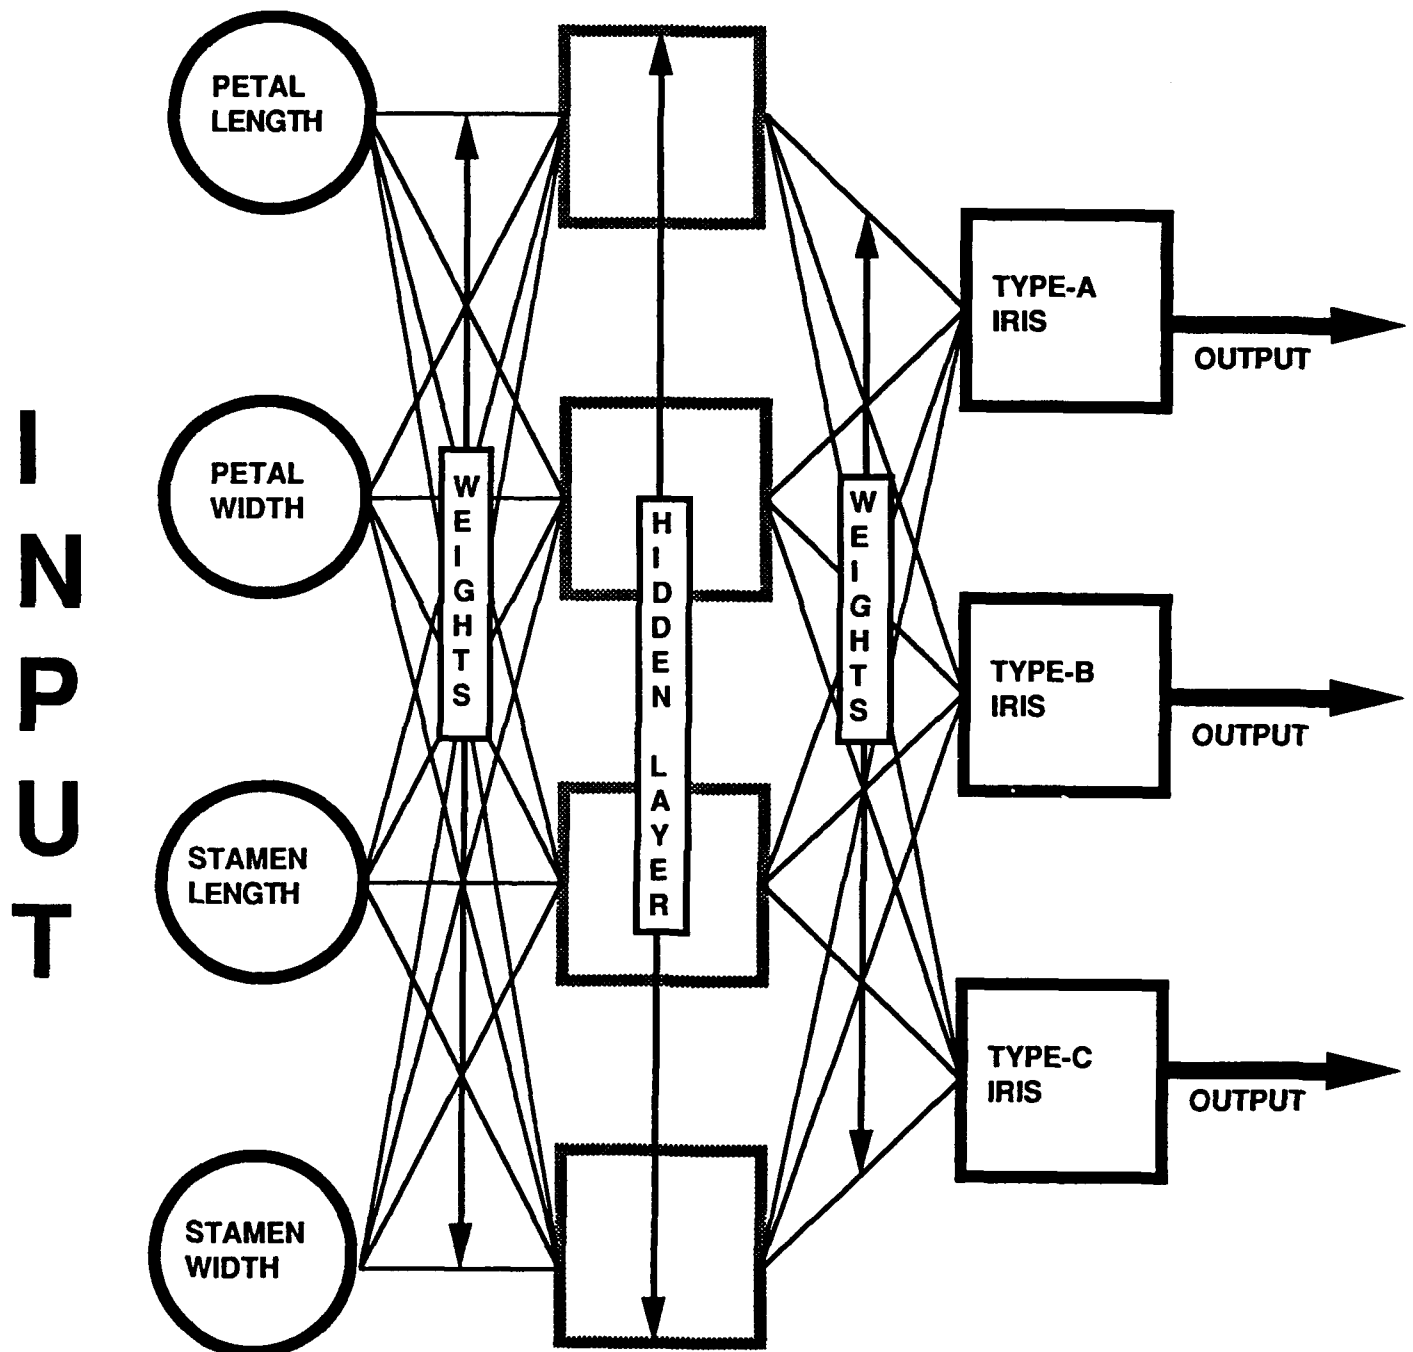 INPUT
PETAL
LENGTH
PETAL
WIDTH
STAMEN
LENGTH
STAMEN
WIDTH
WEIGHTS
HIDDEN LAYER
WEIGHTS
TYPE-A
IRIS
OUTPUT
TYPE-B
IRIS
OUTPUT
TYPE-C
IRIS
OUTPUT